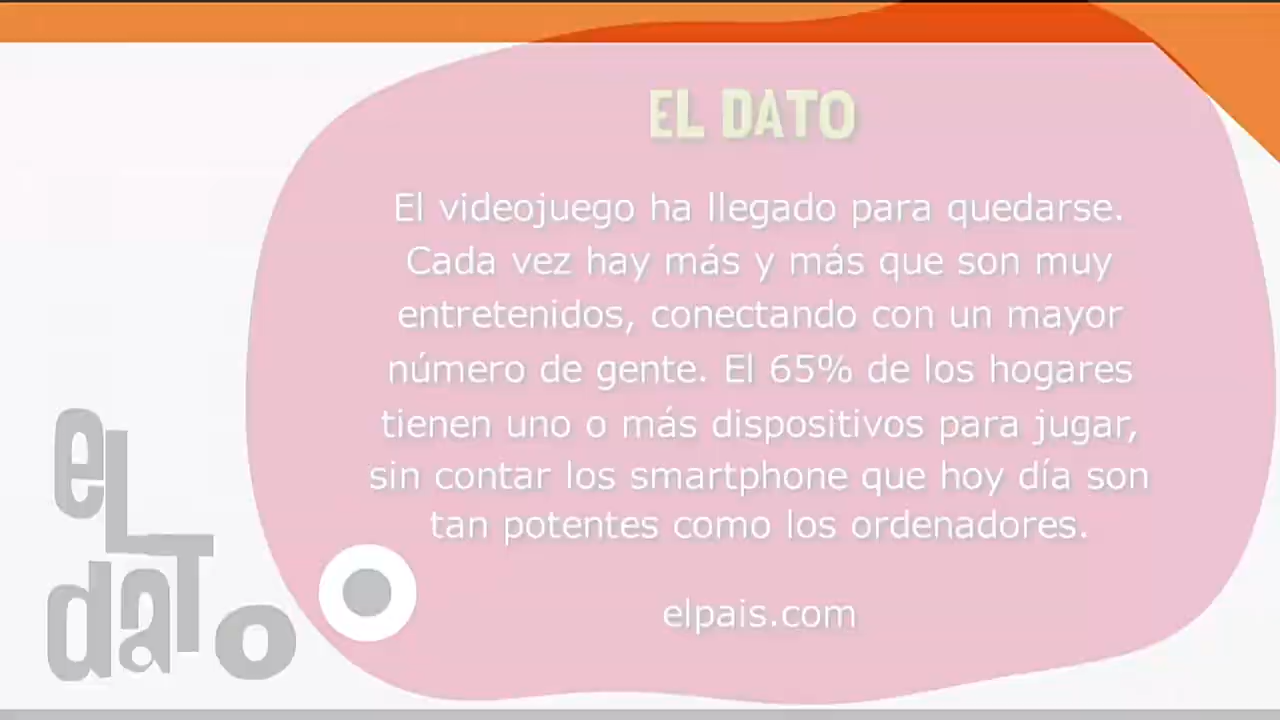 EL DATO
El videojuego ha llegado para quedarse.
Cada vez hay más y más que son muy
entretenidos, conectando con un mayor
número de gente. El 65% de los hogares
tienen uno o más dispositivos para jugar,
sin contar los smartphone que hoy día son
tan potentes como los ordenadores.
elpais.com
eL
daTo